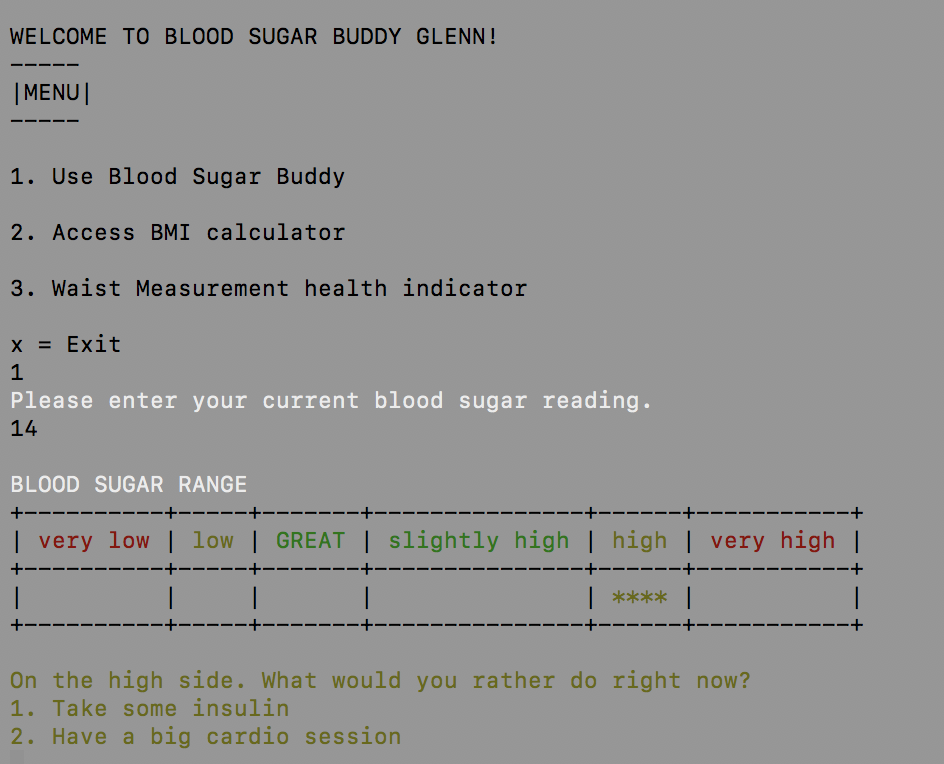 WELCOME TO BLOOD SUGAR BUDDY GLENN!
-----
|MENU|
-----
1. Use Blood Sugar Buddy
2. Access BMI calculator
3. Waist Measurement health indicator
x = Exit
1
Please enter your current blood sugar reading.
14
BLOOD SUGAR RANGE
+----------+-----+-------+---------------+------+-----------+
| very low | low | GREAT | slightly high | high | very high |
+----------+-----+-------+---------------+------+-----------+
|          |     |       |               | **** |           |
+----------+-----+-------+---------------+------+-----------+
On the high side. What would you rather do right now?
1. Take some insulin
2. Have a big cardio session